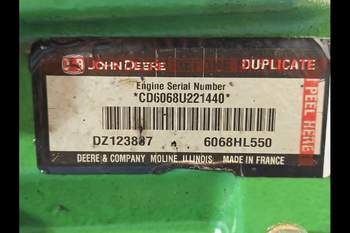 JOHN DEERE DUPLICATE
Engine Serial Number
*CD6068U221440*
DZ123887 6068HL550
DEERE & COMPANY MOLINE, ILLINOIS, MADE IN FRANCE
PEEL HERE